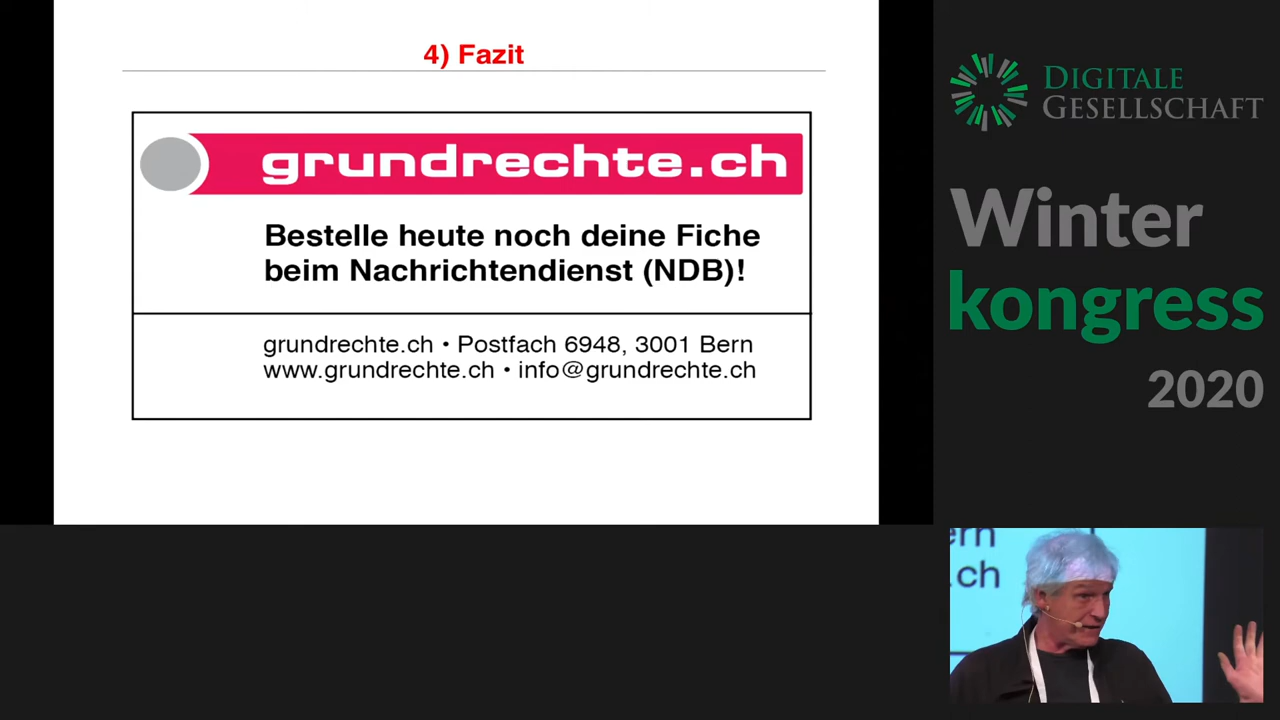 4) Fazit
grundrechte.ch
Bestelle heute noch deine Fiche
beim Nachrichtendienst (NDB)!
grundrechte.ch • Postfach 6948, 3001 Bern
www.grundrechte.ch • info@grundrechte.ch
DIGITALE
GESELLSCHAFT
Winter
kongress
2020
ern
.ch